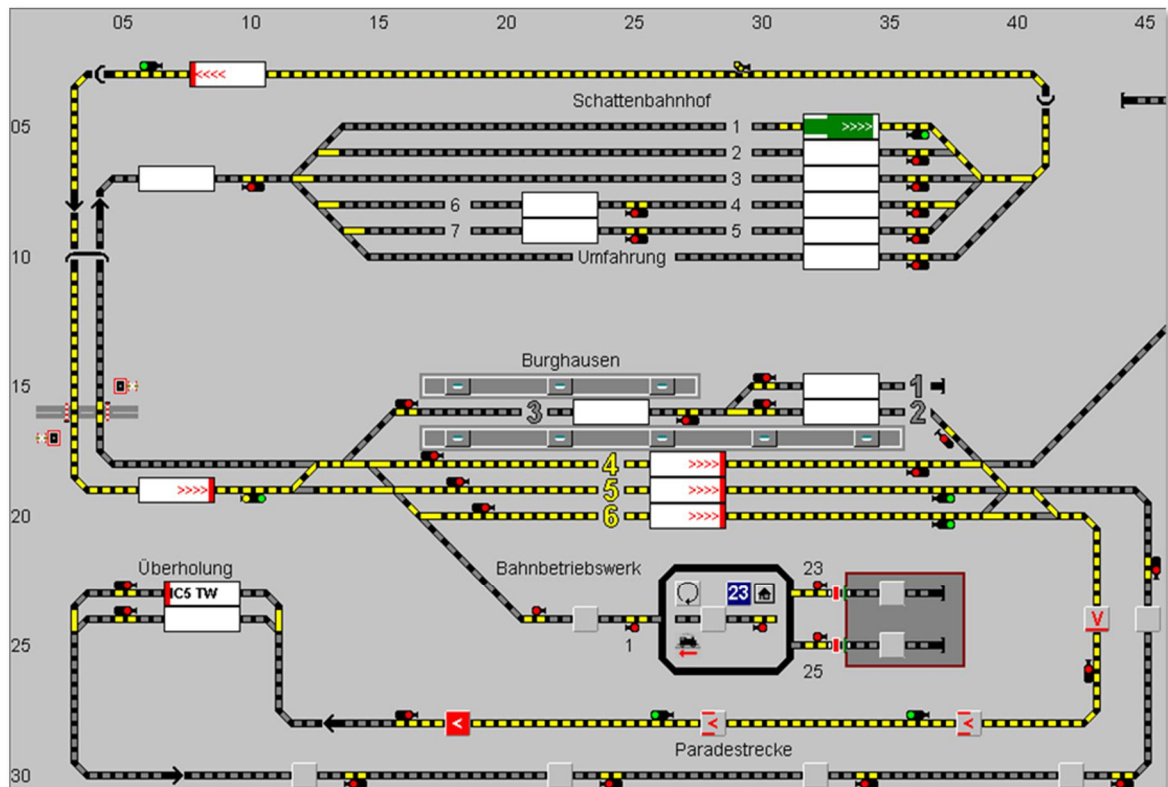 05 10 15 20 25 30 35 40 45
<<<<
Schattenbahnhof
05
1 >>>>
2
3
6 4
7 5
10
Umfahrung
Burghausen
15
1
3 2
4 >>>>
>>>> 5 >>>>
20
6 >>>>
Überholung Bahnbetriebswerk 23
IC5 TW 23
V
25
1
25
< < <
Paradestrecke
30